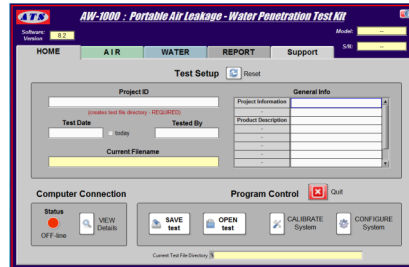 ATS
AW-1000 : Portable Air Leakage - Water Penetration Test Kit
Software Version 8.2
Model: --
S/N: --
HOME AIR WATER REPORT Support
Test Setup Reset
Project ID
General Info
(creates test file directory - REQUIRED)
Project Information
-
Test Date
today
Tested By
Product Description
-
-
-
-
Current Filename
Computer Connection
Program Control
Quit
Status
OFF-line
VIEW Details
SAVE test
OPEN test
CALIBRATE System
CONFIGURE System
Current Test File Directory